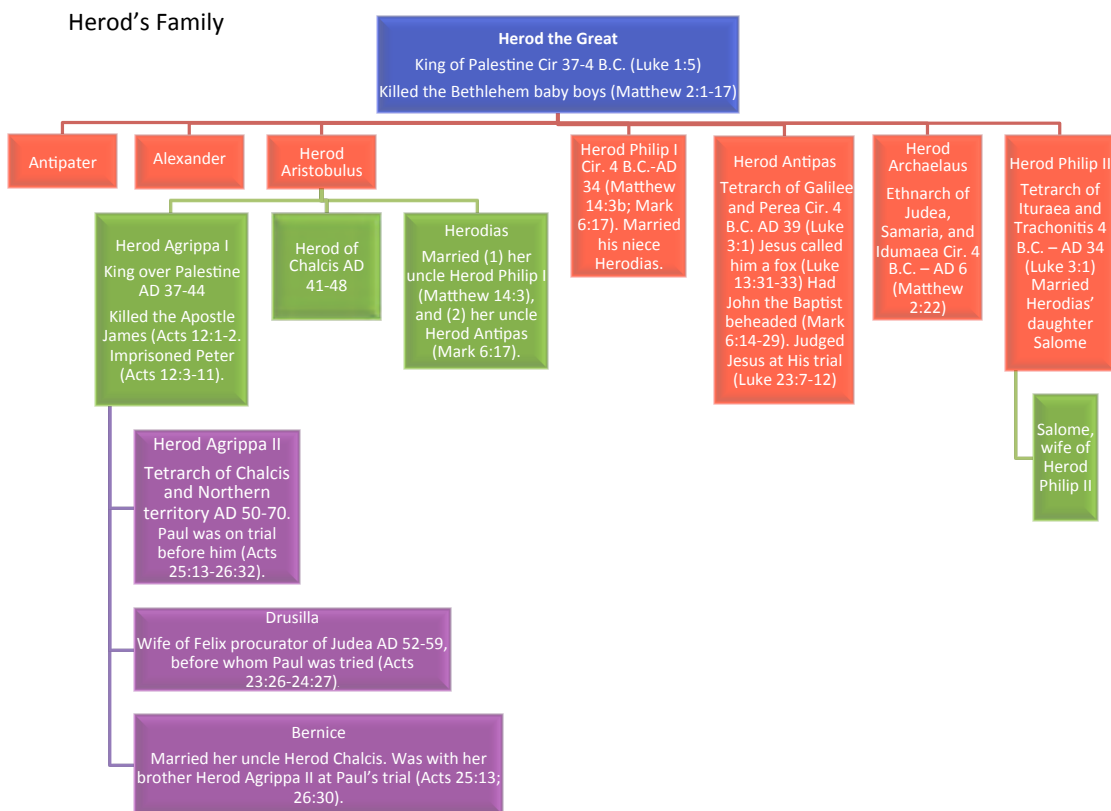 Herod's Family
Herod the Great
King of Palestine Cir 37-4 B.C. (Luke 1:5)
Killed the Bethlehem baby boys (Matthew 2:1-17)
Antipater
Alexander
Herod
Aristobulus
Herod Philip I
Cir. 4 B.C.-AD
34 (Matthew
14:3b; Mark
6:17). Married
his niece
Herodias.
Herod Antipas
Tetrarch of Galilee
and Perea Cir. 4
B.C. AD 39 (Luke
3:1) Jesus called
him a fox (Luke
13:31-33) Had
John the Baptist
beheaded (Mark
6:14-29). Judged
Jesus at His trial
(Luke 23:7-12)
Herod
Archaelaus
Ethnarch of
Judea,
Samaria, and
Idumaea Cir. 4
B.C. – AD 6
(Matthew
2:22)
Herod Philip II
Tetrarch of
Ituraea and
Trachonitis 4
B.C. – AD 34
(Luke 3:1)
Married
Herodias'
daughter
Salome
Herod Agrippa I
King over Palestine
AD 37-44
Killed the Apostle
James (Acts 12:1-2.
Imprisoned Peter
(Acts 12:3-11).
Herod of
Chalcis AD
41-48
Herodias
Married (1) her
uncle Herod Philip I
(Matthew 14:3),
and (2) her uncle
Herod Antipas
(Mark 6:17).
Salome,
wife of
Herod
Philip II
Herod Agrippa II
Tetrarch of Chalcis
and Northern
territory AD 50-70.
Paul was on trial
before him (Acts
25:13-26:32).
Drusilla
Wife of Felix procurator of Judea AD 52-59,
before whom Paul was tried (Acts
23:26-24:27)
Bernice
Married her uncle Herod Chalcis. Was with her
brother Herod Agrippa II at Paul's trial (Acts 25:13;
26:30).